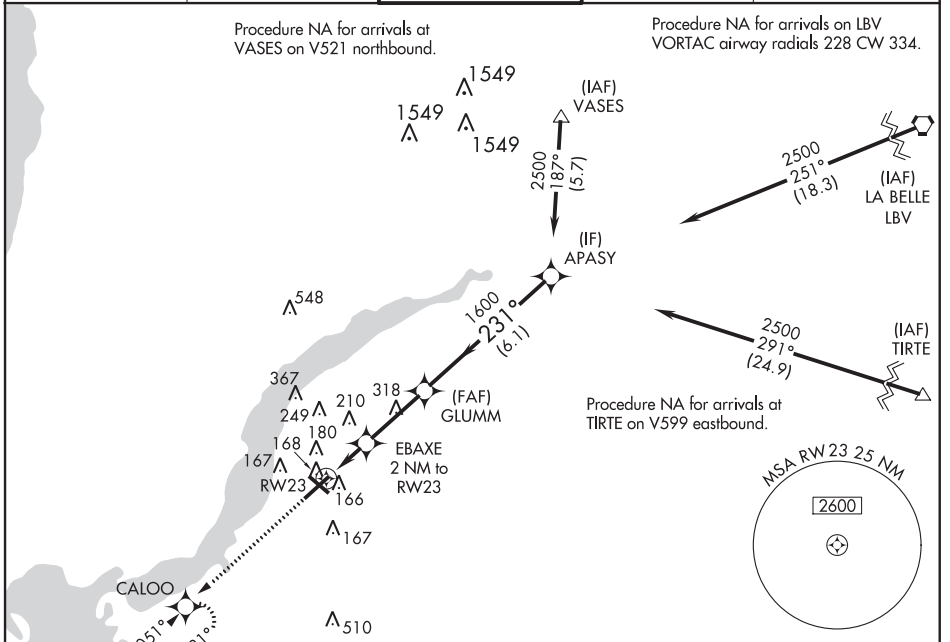 Procedure NA for arrivals at
VASES on V521 northbound.
Procedure NA for arrivals on LBV
VORTAC airway radials 228 CW 334.
1549
1549
1549
(IAF)
VASES
2500
187°
(5.7)
2500
251°
(18.3)
(IAF)
LA BELLE
LBV
(IF)
APASY
548
1600
231°
(6.1)
2500
291°
(24.9)
(IAF)
TIRTE
367
249
210
318
(FAF)
GLUMM
Procedure NA for arrivals at
TIRTE on V599 eastbound.
180
168
167
EBAXE
2 NM to
RW23
RW23
166
167
MSA RW23 25 NM
2600
CALOO
510